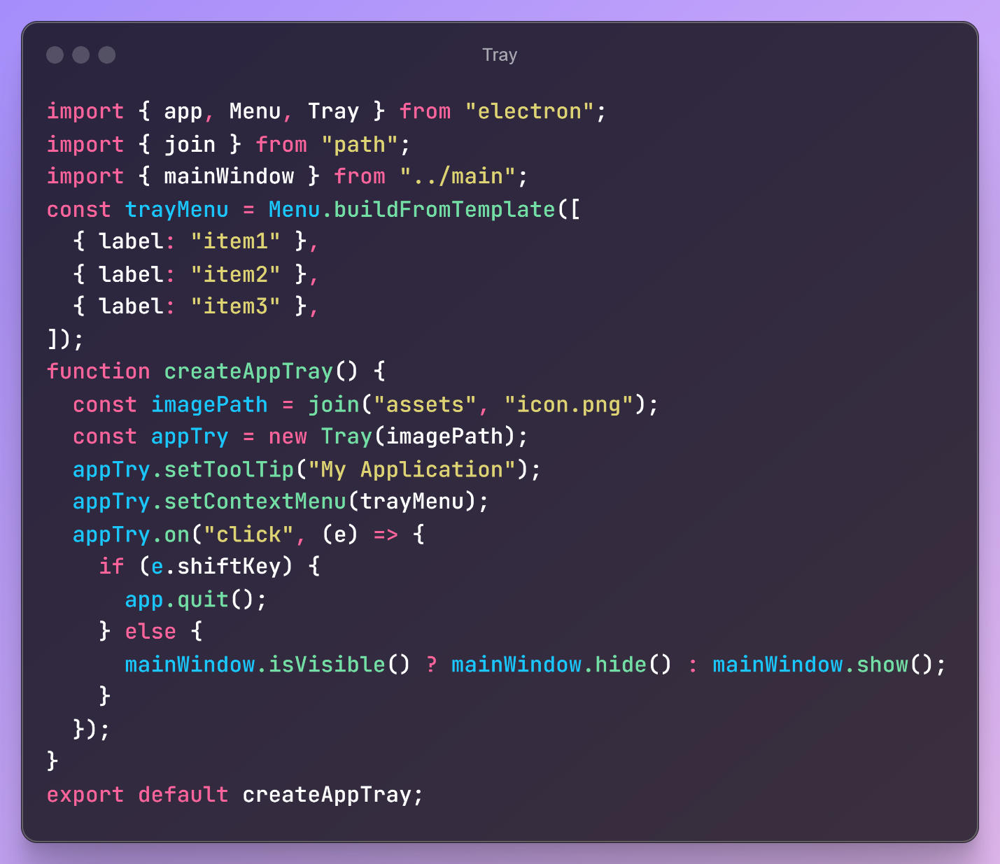 Tray
import { app, Menu, Tray } from "electron";
import { join } from "path";
import { mainWindow } from "../main";
const trayMenu = Menu.buildFromTemplate([
  { label: "item1" },
  { label: "item2" },
  { label: "item3" },
]);
function createAppTray() {
  const imagePath = join("assets", "icon.png");
  const appTry = new Tray(imagePath);
  appTry.setToolTip("My Application");
  appTry.setContextMenu(trayMenu);
  appTry.on("click", (e) => {
    if (e.shiftKey) {
      app.quit();
    } else {
      mainWindow.isVisible() ? mainWindow.hide() : mainWindow.show();
    }
  });
}
export default createAppTray;